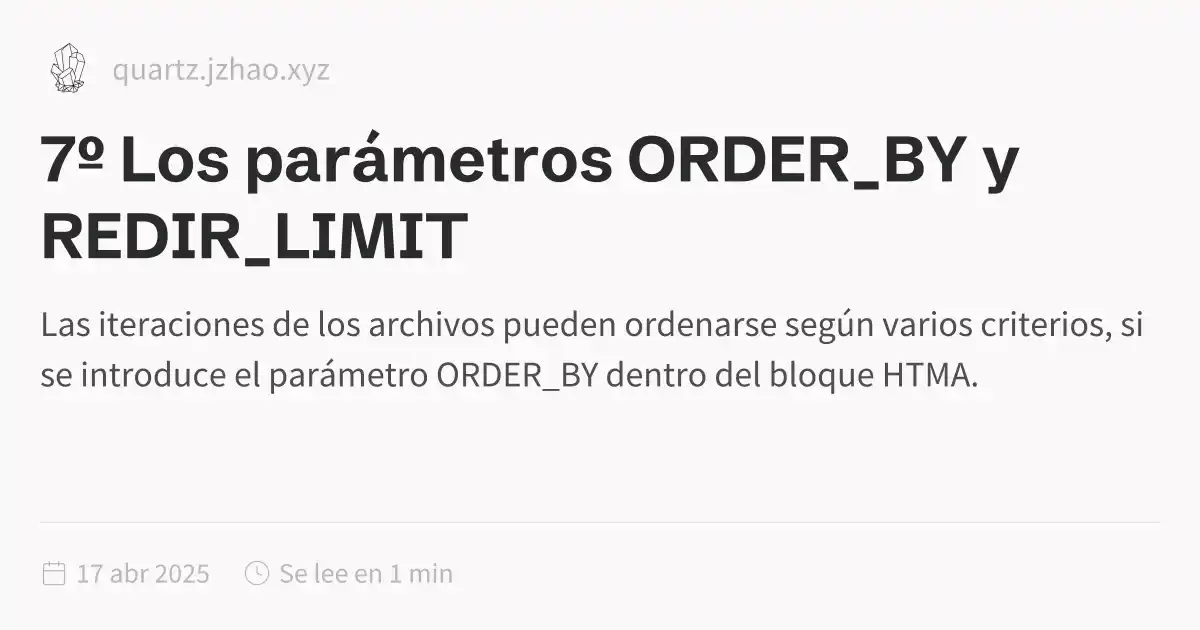 quartz.jzhao.xyz
7º Los parámetros ORDER_BY y
REDIR_LIMIT
Las iteraciones de los archivos pueden ordenarse según varios criterios, si
se introduce el parámetro ORDER_BY dentro del bloque HTMA.
17 abr 2025
Se lee en 1 min